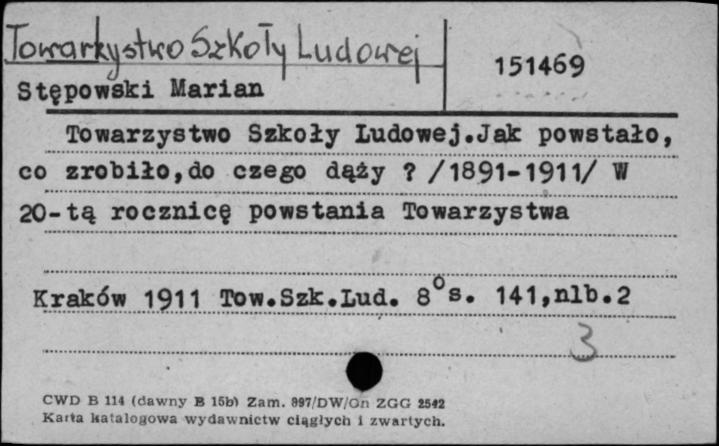 Towarzystwo Szkoły Ludowej
151469
Stępowski Marian
Towarzystwo Szkoły Ludowej.Jak powstało,
co zrobiło,do czego dąży ? /1891-1911/ W
20-tą rocznicę powstania Towarzystwa
Kraków 1911 Tow.Szk.Lud. 8°s. 141,nlb.2
3
CWD B 114 (dawny B 15b) Zam. 897/DW/Gn ZGG 2542
Karta katalogowa wydawnictw ciągłych i zwartych.